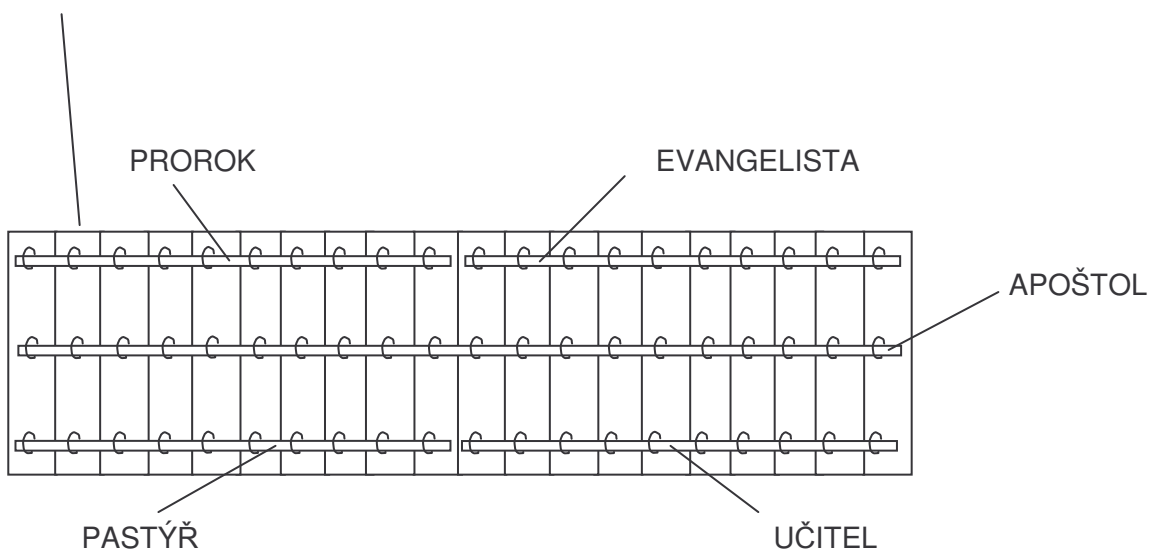 PROROK
EVANGELISTA
APOŠTOL
PASTÝŘ
UČITEL